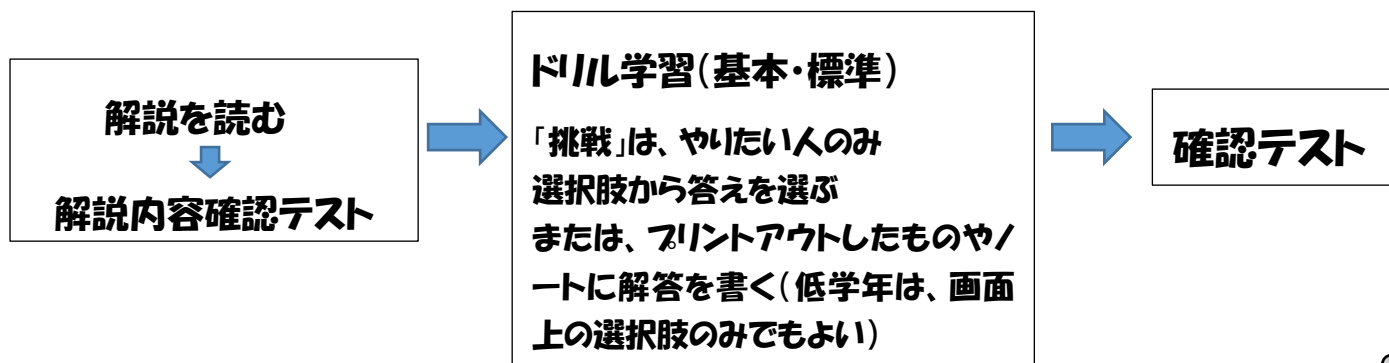 解説を読む
解説内容確認テスト
ドリル学習(基本・標準)
「挑戦」は、やりたい人のみ
選択肢から答えを選ぶ
または、プリントアウトしたものやノ
ートに解答を書く(低学年は、画面
上の選択肢のみでもよい)
確認テスト